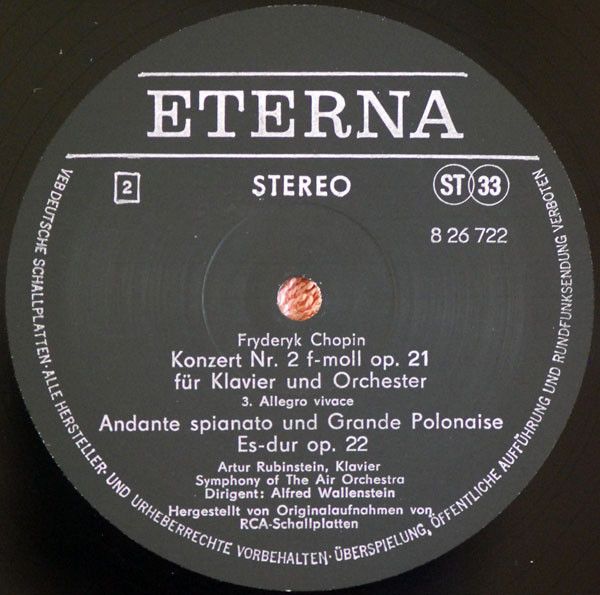 ETERNA
2 STEREO ST 33
8 26 722
Fryderyk Chopin
Konzert Nr. 2 f-moll op. 21
für Klavier und Orchester
3. Allegro vivace
Andante spianato und Grande Polonaise
Es-dur op. 22
Artur Rubinstein, Klavier
Symphony of The Air Orchestra
Dirigent: Alfred Wallenstein
Hergestellt von Originalaufnahmen von
RCA-Schallplatten
VEB DEUTSCHE SCHALLPLATTEN · ALLE HERSTELLER- UND URHEBERRECHTE VORBEHALTEN · ÜBERSPIELUNG, ÖFFENTLICHE AUFFÜHRUNG UND RUNDFUNKSENDUNG VERBOTEN